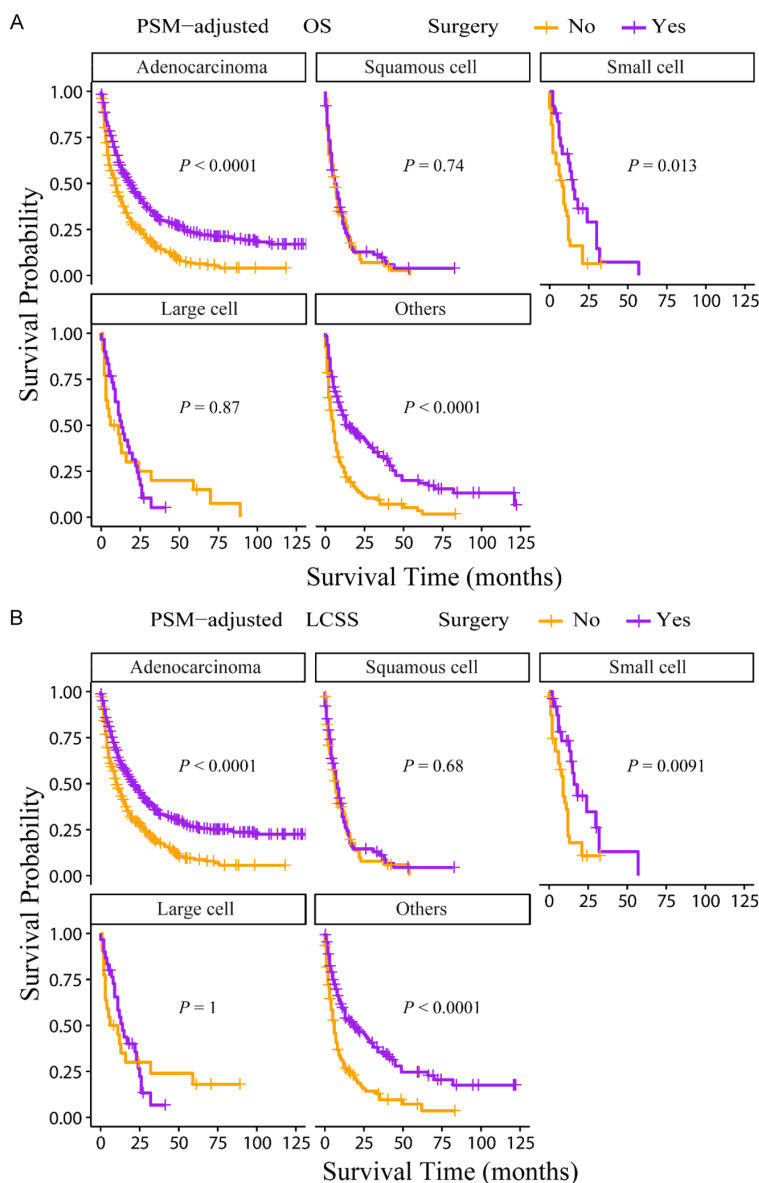 A
PSM−adjusted OS Surgery No Yes
Adenocarcinoma Squamous cell Small cell
Survival Probability
1.00 0.75 0.50 0.25 0.00
P < 0.0001 P = 0.74 P = 0.013
0 25 50 75 100 125
Large cell Others
1.00 0.75 0.50 0.25 0.00
P = 0.87 P < 0.0001
0 25 50 75 100 125 0 25 50 75 100 125
Survival Time (months)
B
PSM−adjusted LCSS Surgery No Yes
Adenocarcinoma Squamous cell Small cell
Survival Probability
1.00 0.75 0.50 0.25 0.00
P < 0.0001 P = 0.68 P = 0.0091
0 25 50 75 100 125
Large cell Others
1.00 0.75 0.50 0.25 0.00
P = 1 P < 0.0001
0 25 50 75 100 125 0 25 50 75 100 125
Survival Time (months)